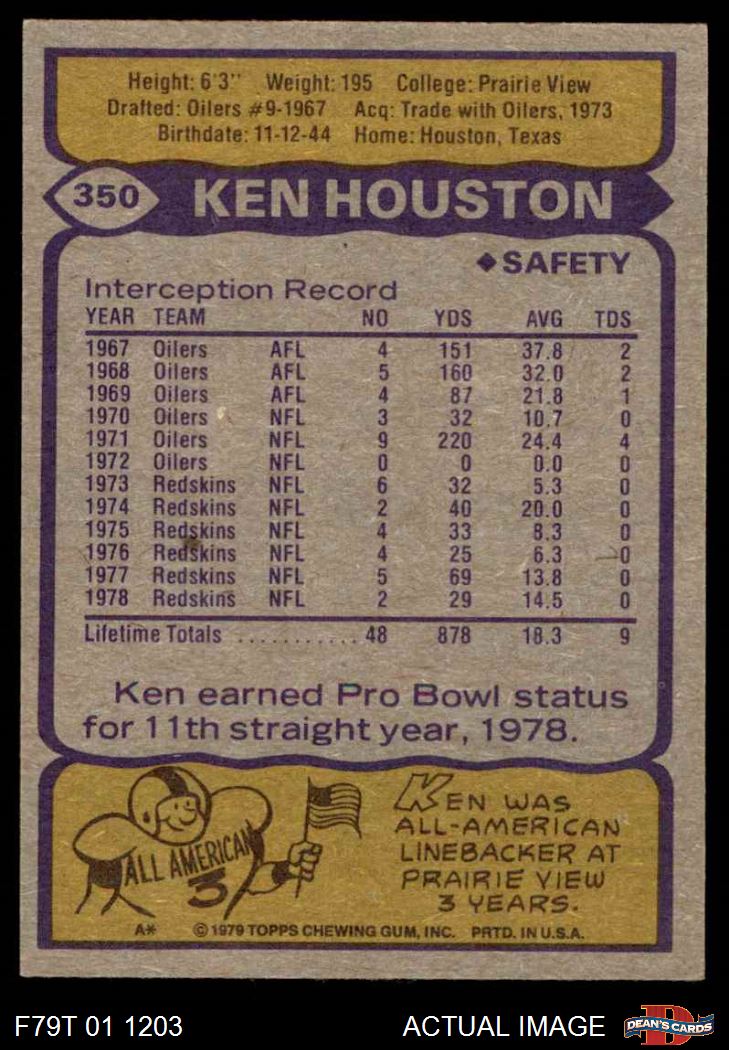 Height: 6'3" Weight: 195 College: Prairie View
Drafted: Oilers #9-1967 Acq: Trade with Oilers, 1973
Birthdate: 11-12-44 Home: Houston, Texas
350 KEN HOUSTON
◆SAFETY
Interception Record
YEAR TEAM NO YDS AVG TDS
1967 Oilers AFL 4 151 37.8 2
1968 Oilers AFL 5 160 32.0 2
1969 Oilers AFL 4 87 21.8 1
1970 Oilers NFL 3 32 10.7 0
1971 Oilers NFL 9 220 24.4 4
1972 Oilers NFL 0 0 0.0 0
1973 Redskins NFL 6 32 5.3 0
1974 Redskins NFL 2 40 20.0 0
1975 Redskins NFL 4 33 8.3 0
1976 Redskins NFL 4 25 6.3 0
1977 Redskins NFL 5 69 13.8 0
1978 Redskins NFL 2 29 14.5 0
Lifetime Totals ........... 48 878 18.3 9
Ken earned Pro Bowl status
for 11th straight year, 1978.
ALL AMERICAN
3
KEN WAS
ALL-AMERICAN
LINEBACKER AT
PRAIRIE VIEW
3 YEARS.
A* © 1979 TOPPS CHEWING GUM, INC. PRTD. IN U.S.A.
F79T 01 1203 ACTUAL IMAGE D DEAN'S CARDS